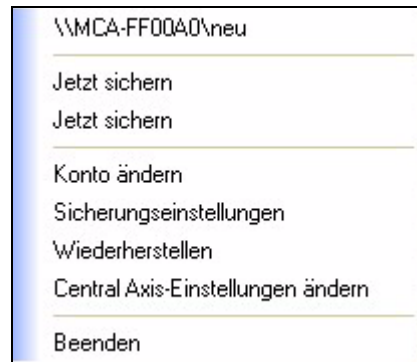 \\MCA-FF00A0\neu
Jetzt sichern
Jetzt sichern
Konto ändern
Sicherungseinstellungen
Wiederherstellen
Central Axis-Einstellungen ändern
Beenden